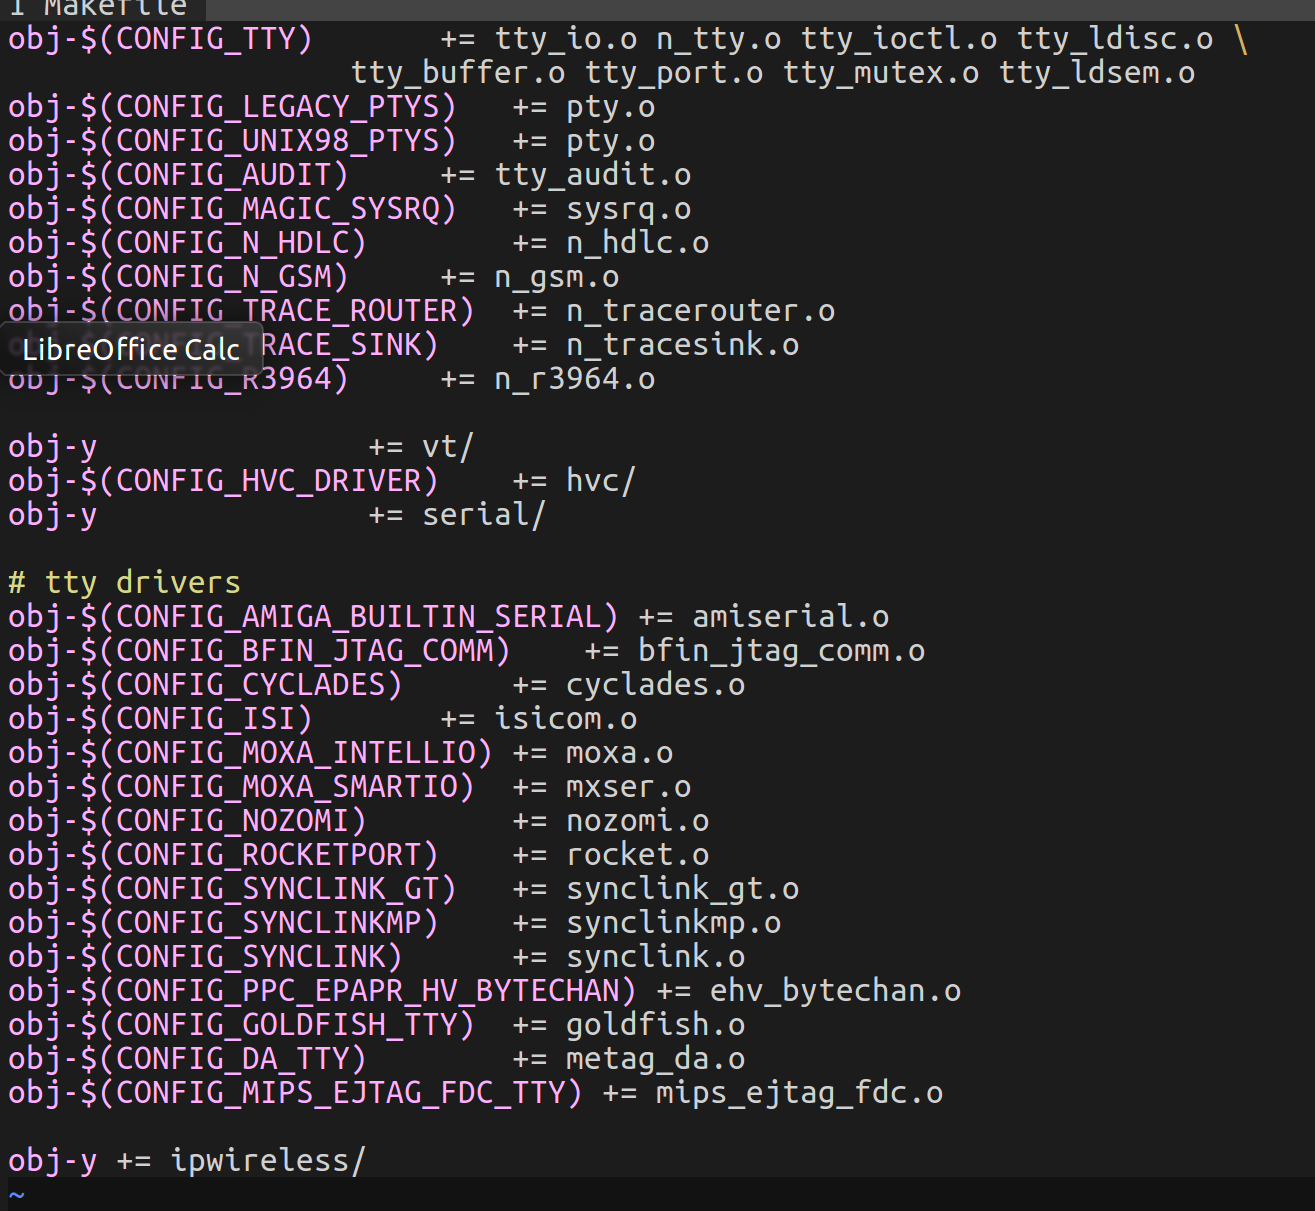 1 Makefile
obj-$(CONFIG_TTY) += tty_io.o n_tty.o tty_ioctl.o tty_ldisc.o \
tty_buffer.o tty_port.o tty_mutex.o tty_ldsem.o
obj-$(CONFIG_LEGACY_PTYS) += pty.o
obj-$(CONFIG_UNIX98_PTYS) += pty.o
obj-$(CONFIG_AUDIT) += tty_audit.o
obj-$(CONFIG_MAGIC_SYSRQ) += sysrq.o
obj-$(CONFIG_N_HDLC) += n_hdlc.o
obj-$(CONFIG_N_GSM) += n_gsm.o
obj-$(CONFIG_TRACE_ROUTER) += n_tracerouter.o
LibreOffice Calc
obj-$(CONFIG_TRACE_SINK) += n_tracesink.o
obj-$(CONFIG_R3964) += n_r3964.o
obj-y += vt/
obj-$(CONFIG_HVC_DRIVER) += hvc/
obj-y += serial/
# tty drivers
obj-$(CONFIG_AMIGA_BUILTIN_SERIAL) += amiserial.o
obj-$(CONFIG_BFIN_JTAG_COMM) += bfin_jtag_comm.o
obj-$(CONFIG_CYCLADES) += cyclades.o
obj-$(CONFIG_ISI) += isicom.o
obj-$(CONFIG_MOXA_INTELLIO) += moxa.o
obj-$(CONFIG_MOXA_SMARTIO) += mxser.o
obj-$(CONFIG_NOZOMI) += nozomi.o
obj-$(CONFIG_ROCKETPORT) += rocket.o
obj-$(CONFIG_SYNCLINK_GT) += synclink_gt.o
obj-$(CONFIG_SYNCLINKMP) += synclinkmp.o
obj-$(CONFIG_SYNCLINK) += synclink.o
obj-$(CONFIG_PPC_EPAPR_HV_BYTECHAN) += ehv_bytechan.o
obj-$(CONFIG_GOLDFISH_TTY) += goldfish.o
obj-$(CONFIG_DA_TTY) += metag_da.o
obj-$(CONFIG_MIPS_EJTAG_FDC_TTY) += mips_ejtag_fdc.o
obj-y += ipwireless/
~